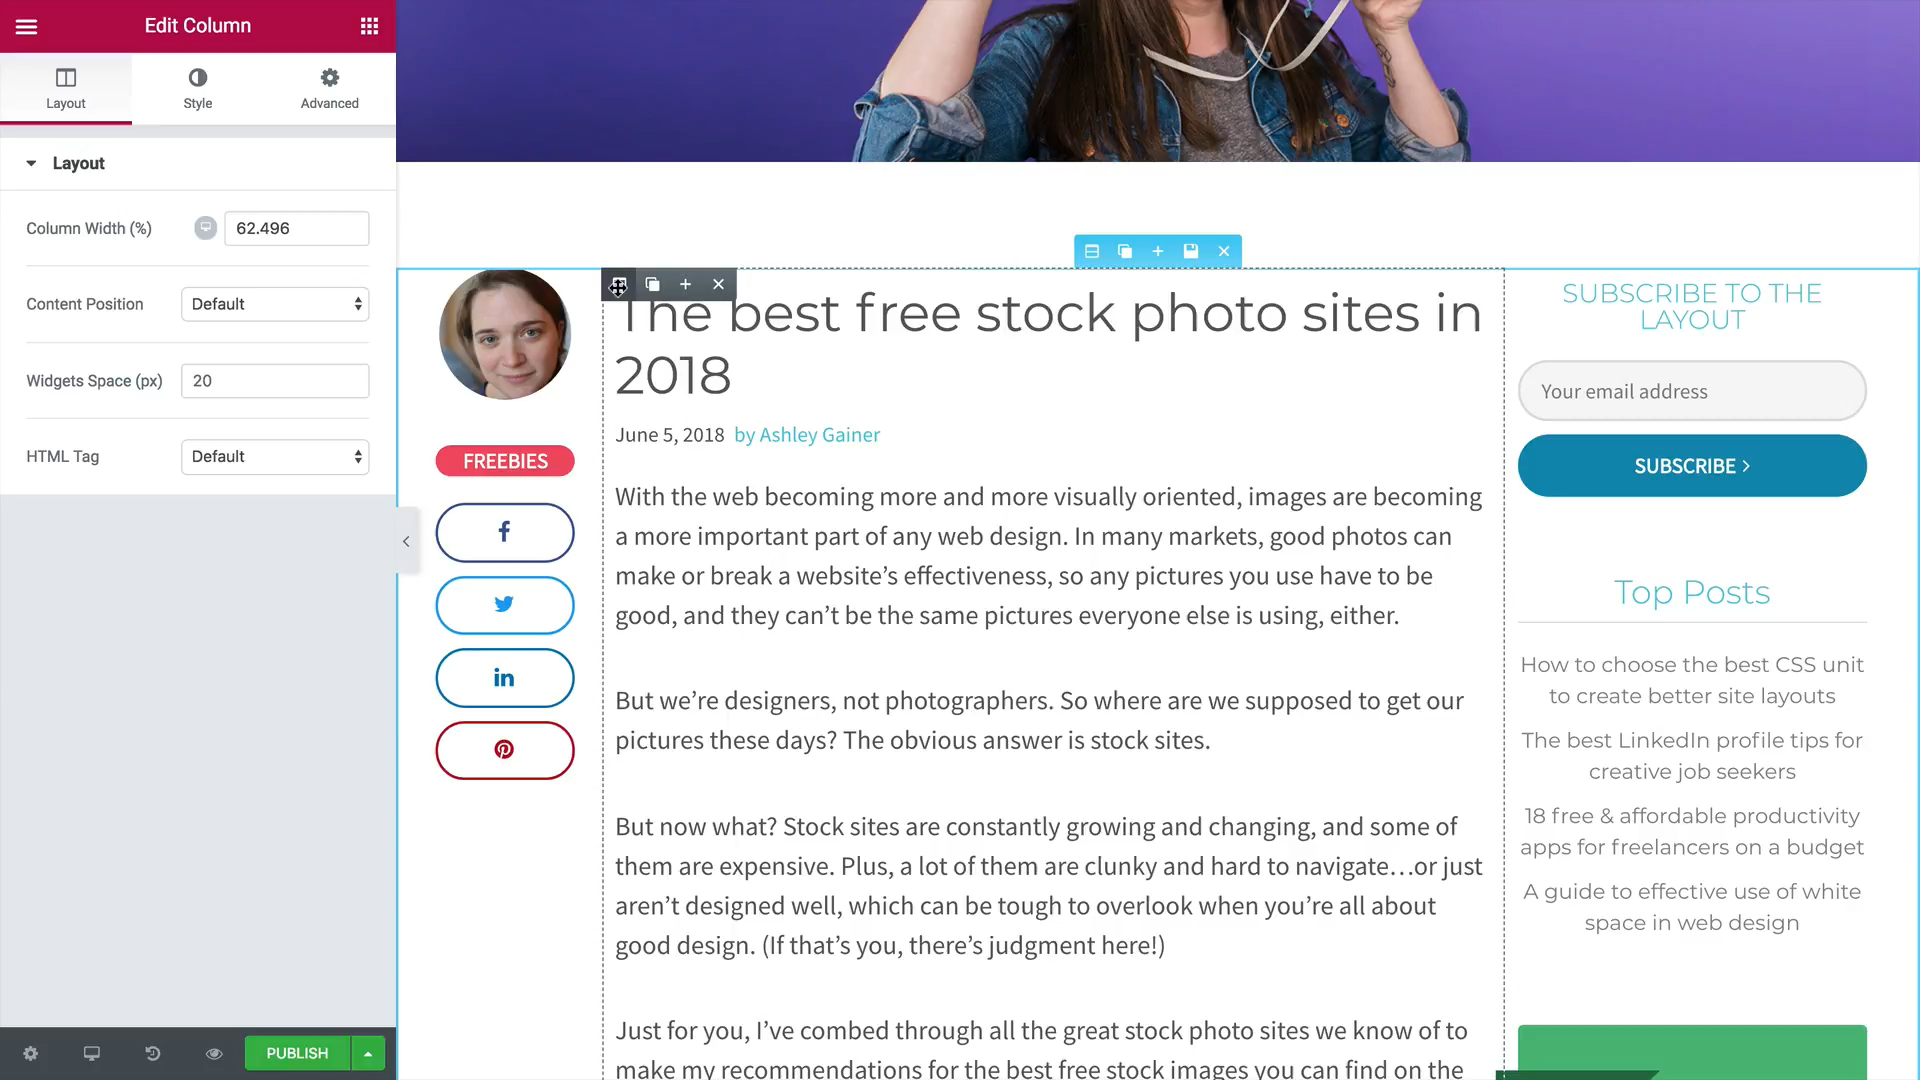 Edit Column
Layout
Style
Advanced
Layout
Column Width (%)
62.496
Content Position
Default
Widgets Space (px)
20
HTML Tag
Default
PUBLISH
FREEBIES
The best free stock photo sites in
2018
June 5, 2018 by Ashley Gainer
With the web becoming more and more visually oriented, images are becoming
a more important part of any web design. In many markets, good photos can
make or break a website’s effectiveness, so any pictures you use have to be
good, and they can’t be the same pictures everyone else is using, either.
But we’re designers, not photographers. So where are we supposed to get our
pictures these days? The obvious answer is stock sites.
But now what? Stock sites are constantly growing and changing, and some of
them are expensive. Plus, a lot of them are clunky and hard to navigate…or just
aren’t designed well, which can be tough to overlook when you’re all about
good design. (If that’s you, there’s judgment here!)
Just for you, I’ve combed through all the great stock photo sites we know of to
make my recommendations for the best free stock images you can find on the
SUBSCRIBE TO THE
LAYOUT
Your email address
SUBSCRIBE >
Top Posts
How to choose the best CSS unit
to create better site layouts
The best LinkedIn profile tips for
creative job seekers
18 free & affordable productivity
apps for freelancers on a budget
A guide to effective use of white
space in web design